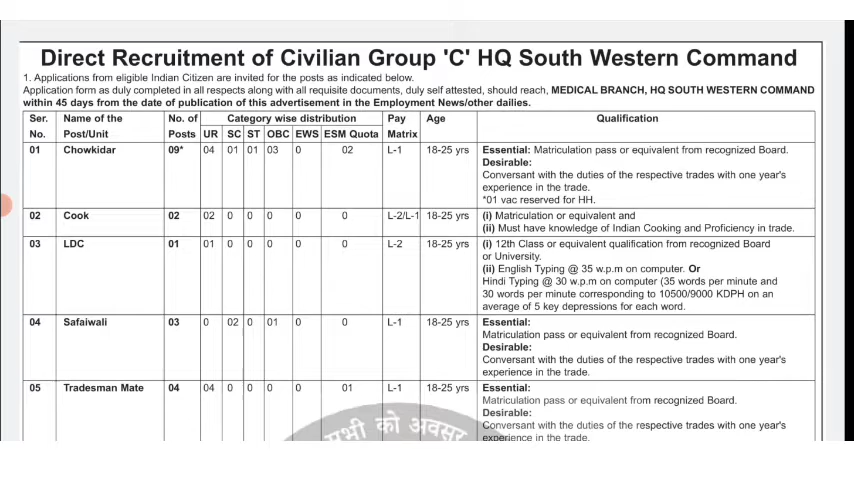 Direct Recruitment of Civilian Group 'C' HQ South Western Command
1. Applications from eligible Indian Citizen are invited for the posts as indicated below.
Application form as duly completed in all respects along with all requisite documents, duly self attested, should reach, MEDICAL BRANCH, HQ SOUTH WESTERN COMMAND
within 45 days from the date of publication of this advertisement in the Employment News/other dailies.
Ser. No. Name of the Post/Unit No. of Posts Category wise distribution Pay Matrix Age Qualification
UR SC ST OBC EWS ESM Quota
01 Chowkidar 09* 04 01 01 03 0 02 L-1 18-25 yrs Essential: Matriculation pass or equivalent from recognized Board.
Desirable:
Conversant with the duties of the respective trades with one year's
experience in the trade.
*01 vac reserved for HH.
02 Cook 02 02 0 0 0 0 0 L-2/L-1 18-25 yrs (i) Matriculation or equivalent and
(ii) Must have knowledge of Indian Cooking and Proficiency in trade.
03 LDC 01 01 0 0 0 0 0 L-2 18-25 yrs (i) 12th Class or equivalent qualification from recognized Board
or University.
(ii) English Typing @ 35 w.p.m on computer. Or
Hindi Typing @ 30 w.p.m on computer (35 words per minute and
30 words per minute corresponding to 10500/9000 KDPH on an
average of 5 key depressions for each word.
04 Safaiwali 03 0 02 0 01 0 0 L-1 18-25 yrs Essential:
Matriculation pass or equivalent from recognized Board.
Desirable:
Conversant with the duties of the respective trades with one year's
experience in the trade.
05 Tradesman Mate 04 04 0 0 0 0 01 L-1 18-25 yrs Essential:
Matriculation pass or equivalent from recognized Board.
Desirable:
Conversant with the duties of the respective trades with one year's
experience in the trade.
सभी को अवसर